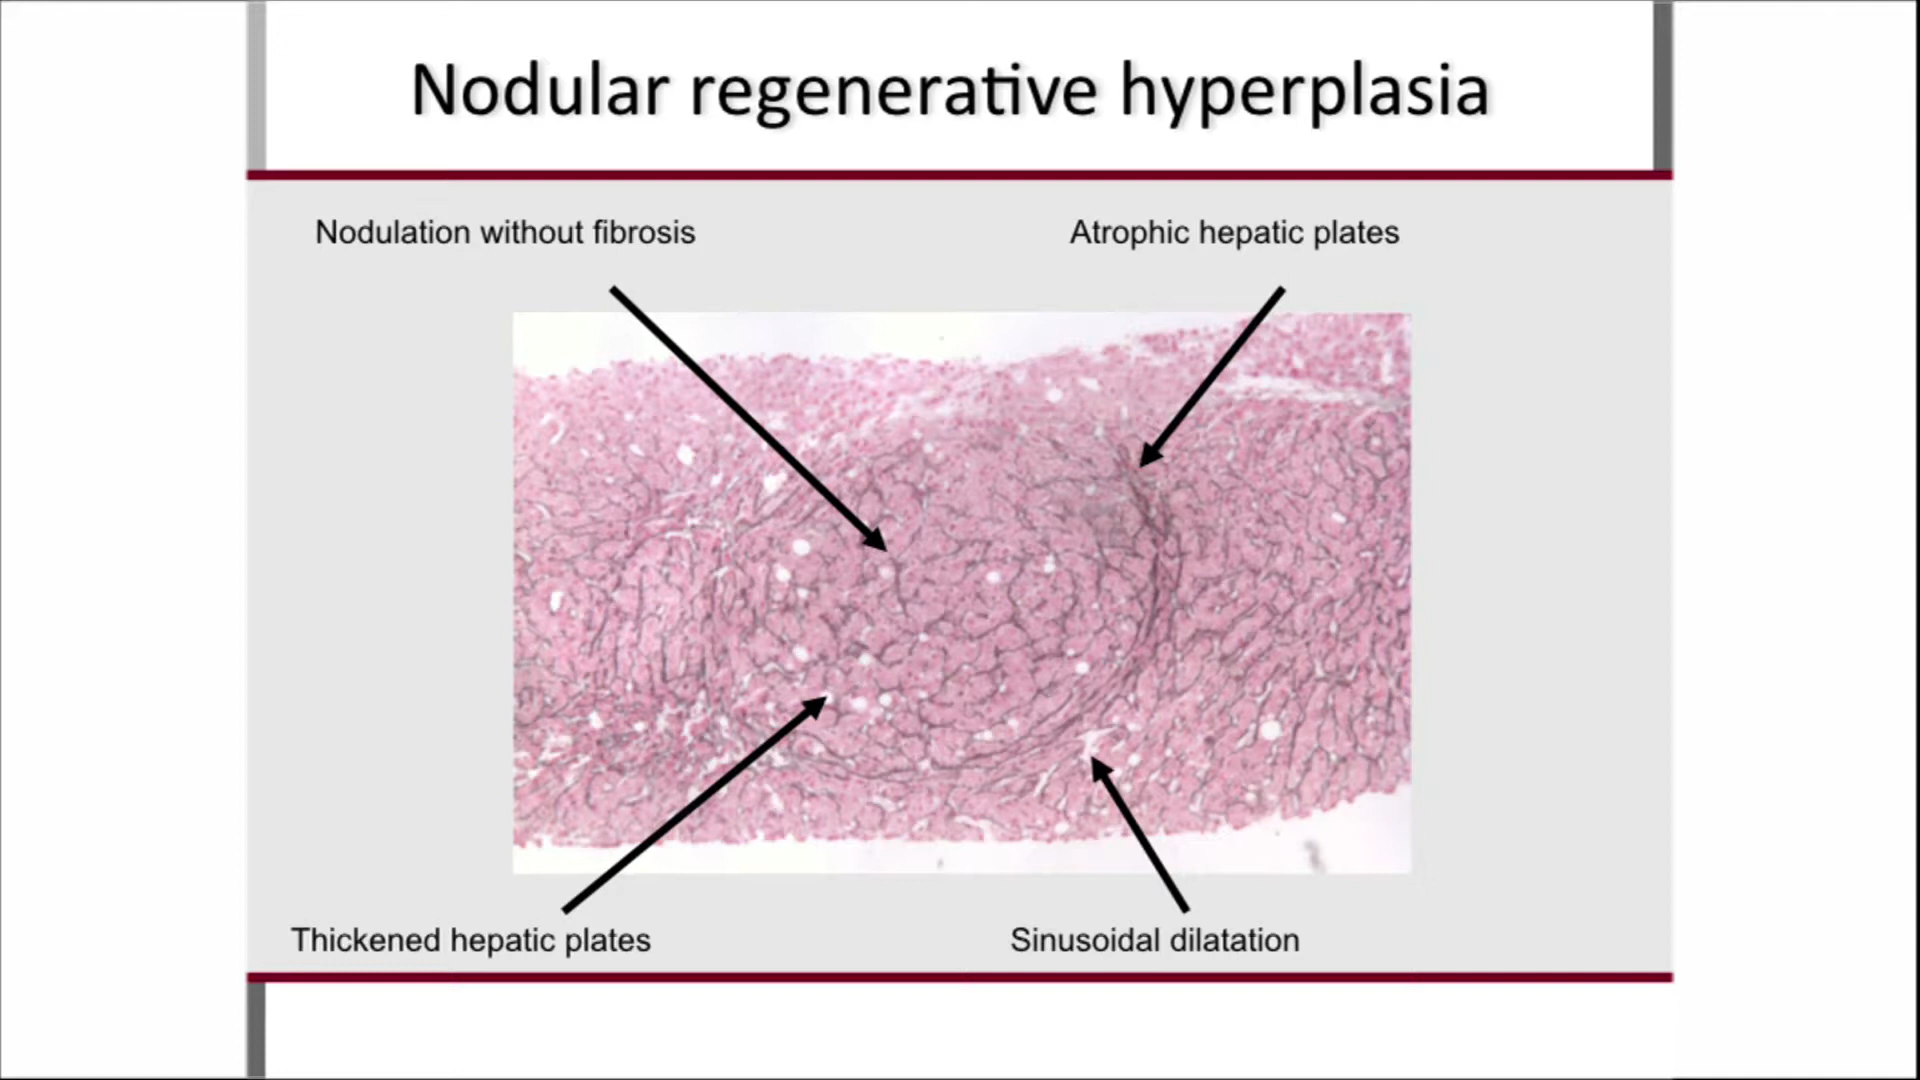 Nodular regenerative hyperplasia
Nodulation without fibrosis
Atrophic hepatic plates
Thickened hepatic plates
Sinusoidal dilatation